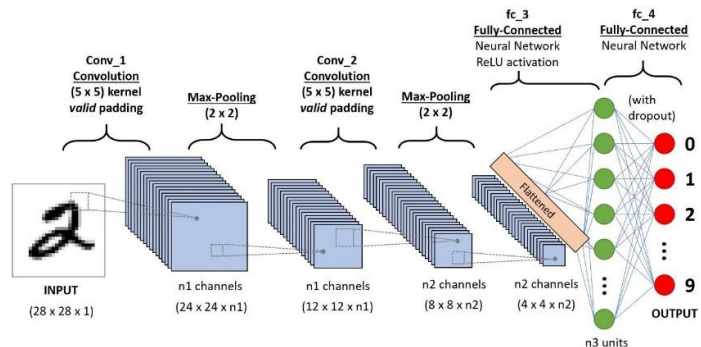 fc_3
Fully-Connected
Neural Network
ReLU activation
fc_4
Fully-Connected
Neural Network
Conv_1
Convolution
(5 x 5) kernel
valid padding
Max-Pooling
(2 x 2)
Conv_2
Convolution
(5 x 5) kernel
valid padding
Max-Pooling
(2 x 2)
(with
dropout)
Flattened
0
1
2
9
2
INPUT
(28 x 28 x 1)
n1 channels
(24 x 24 x n1)
n1 channels
(12 x 12 x n1)
n2 channels
(8 x 8 x n2)
n2 channels
(4 x 4 x n2)
OUTPUT
n3 units